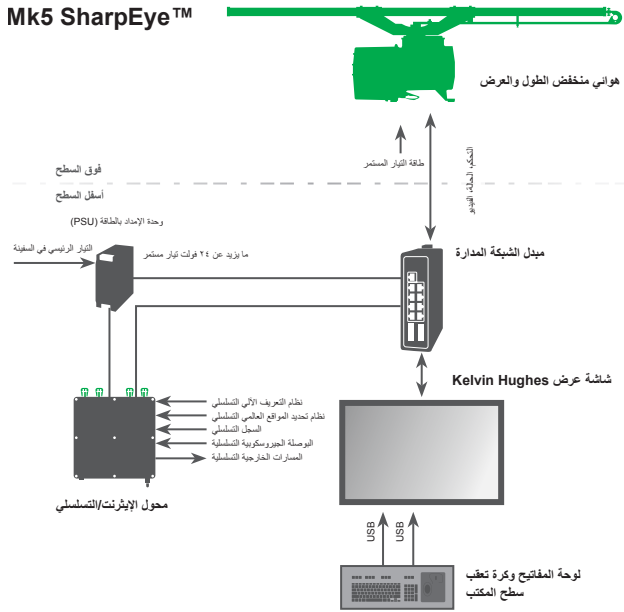 Mk5 SharpEye™
هوائي منخفض الطول والعرض
طاقة التيار المستمر
التحكم، الحالة، الفيديو
فوق السطح
أسفل السطح
وحدة الإمداد بالطاقة (PSU)
التيار الرئيسي في السفينة
ما يزيد عن ٢٤ فولت تيار مستمر
مبدل الشبكة المدارة
شاشة عرض Kelvin Hughes
نظام التعريف الآلي التسلسلي
نظام تحديد المواقع العالمي التسلسلي
السجل التسلسلي
البوصلة الجيروسكوبية التسلسلية
المسارات الخارجية التسلسلية
محول الإيثرنت/التسلسلي
USB
USB
لوحة المفاتيح وكرة تعقب
سطح المكتب